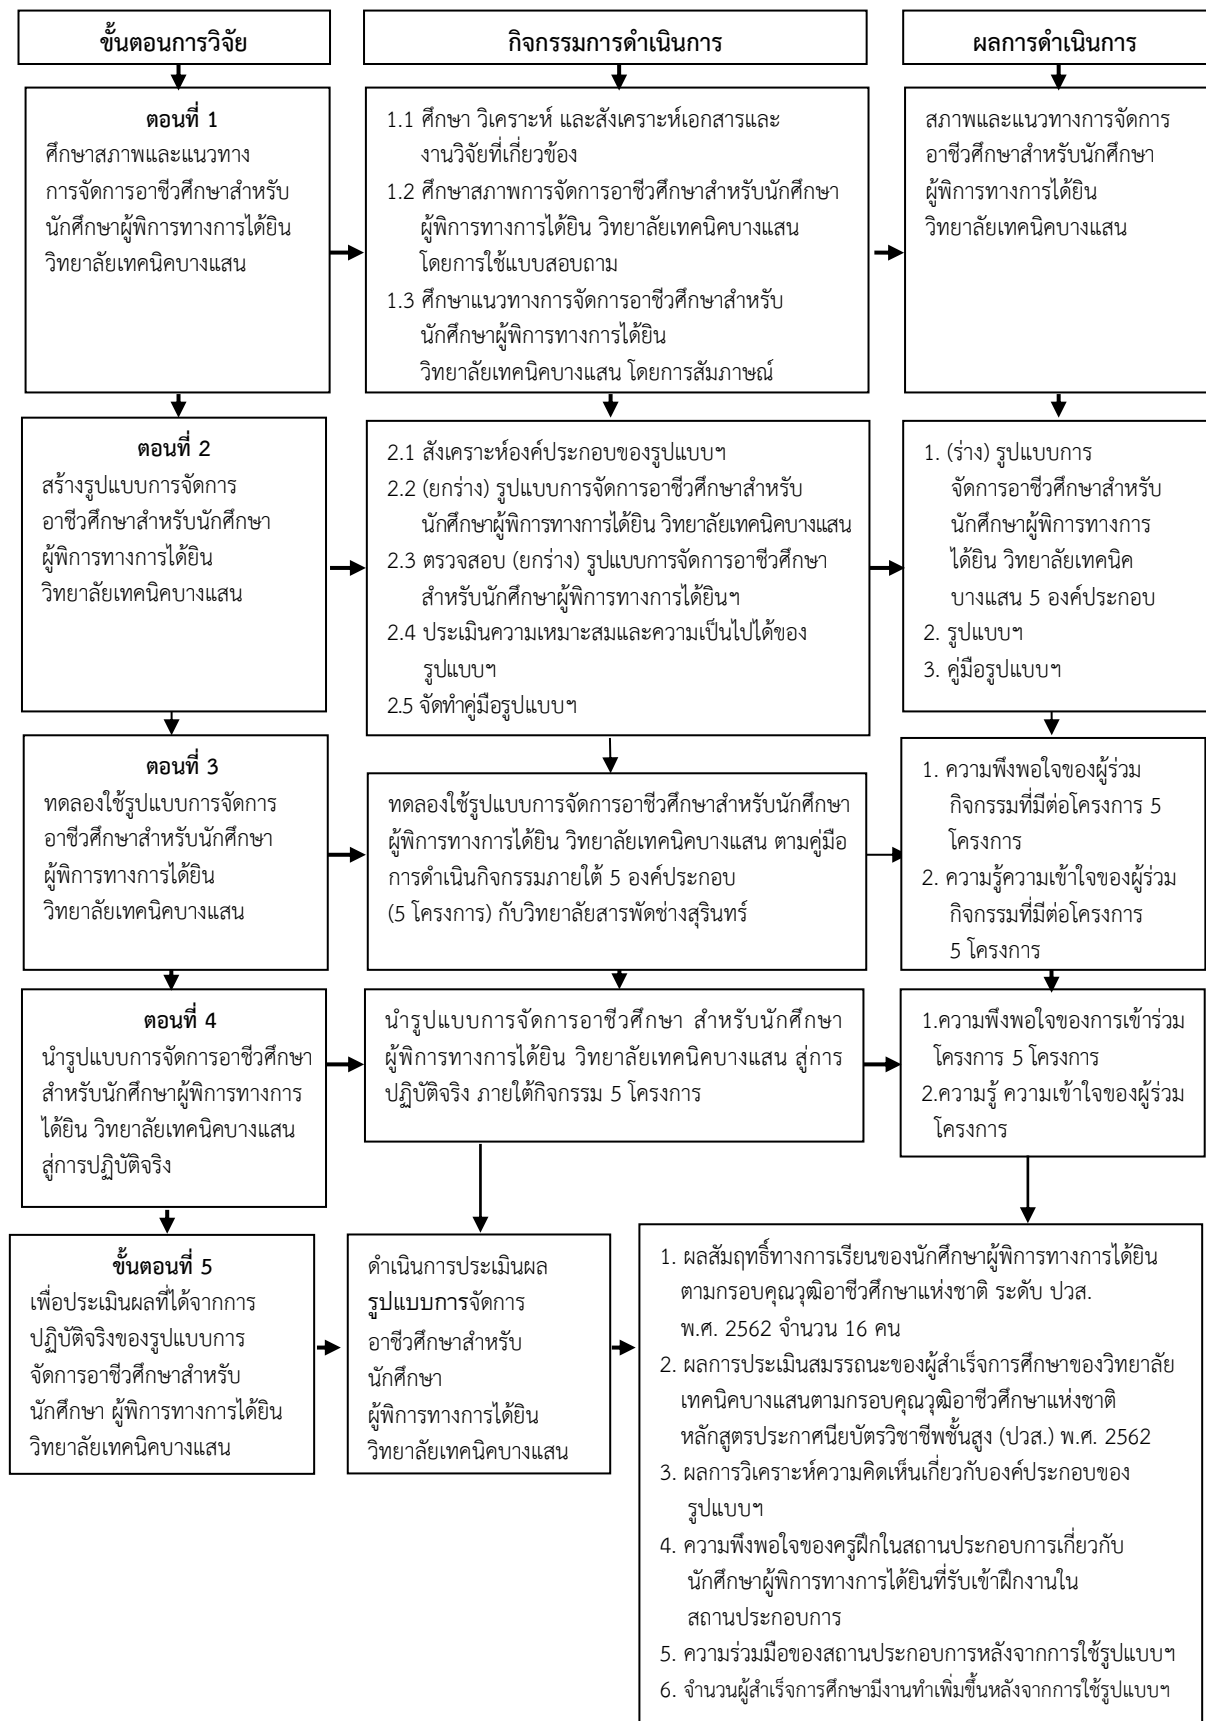 ขั้นตอนการวิจัย
กิจกรรมการดำเนินการ
ผลการดำเนินการ
ตอนที่ 1
ศึกษาสภาพและแนวทาง
การจัดการอาชีวศึกษาสำหรับ
นักศึกษาผู้พิการทางการได้ยิน
วิทยาลัยเทคนิคบางแสน
1.1 ศึกษา วิเคราะห์ และสังเคราะห์เอกสารและ
งานวิจัยที่เกี่ยวข้อง
1.2 ศึกษาสภาพการจัดการอาชีวศึกษาสำหรับนักศึกษา
ผู้พิการทางการได้ยิน วิทยาลัยเทคนิคบางแสน
โดยการใช้แบบสอบถาม
1.3 ศึกษาแนวทางการจัดการอาชีวศึกษาสำหรับ
นักศึกษาผู้พิการทางการได้ยิน
วิทยาลัยเทคนิคบางแสน โดยการสัมภาษณ์
สภาพและแนวทางการจัดการ
อาชีวศึกษาสำหรับนักศึกษา
ผู้พิการทางการได้ยิน
วิทยาลัยเทคนิคบางแสน
ตอนที่ 2
สร้างรูปแบบการจัดการ
อาชีวศึกษาสำหรับนักศึกษา
ผู้พิการทางการได้ยิน
วิทยาลัยเทคนิคบางแสน
2.1 สังเคราะห์องค์ประกอบของรูปแบบฯ
2.2 (ยกร่าง) รูปแบบการจัดการอาชีวศึกษาสำหรับ
นักศึกษาผู้พิการทางการได้ยิน วิทยาลัยเทคนิคบางแสน
2.3 ตรวจสอบ (ยกร่าง) รูปแบบการจัดการอาชีวศึกษา
สำหรับนักศึกษาผู้พิการทางการได้ยินฯ
2.4 ประเมินความเหมาะสมและความเป็นไปได้ของ
รูปแบบฯ
2.5 จัดทำคู่มือรูปแบบฯ
1. (ร่าง) รูปแบบการ
จัดการอาชีวศึกษาสำหรับ
นักศึกษาผู้พิการทางการ
ได้ยิน วิทยาลัยเทคนิค
บางแสน 5 องค์ประกอบ
2. รูปแบบฯ
3. คู่มือรูปแบบฯ
ตอนที่ 3
ทดลองใช้รูปแบบการจัดการ
อาชีวศึกษาสำหรับนักศึกษา
ผู้พิการทางการได้ยิน
วิทยาลัยเทคนิคบางแสน
ทดลองใช้รูปแบบการจัดการอาชีวศึกษาสำหรับนักศึกษา
ผู้พิการทางการได้ยิน วิทยาลัยเทคนิคบางแสน ตามคู่มือ
การดำเนินกิจกรรมภายใต้ 5 องค์ประกอบ
(5 โครงการ) กับวิทยาลัยสารพัดช่างสุรินทร์
1. ความพึงพอใจของผู้ร่วม
กิจกรรมที่มีต่อโครงการ 5
โครงการ
2. ความรู้ความเข้าใจของผู้ร่วม
กิจกรรมที่มีต่อโครงการ
5 โครงการ
ตอนที่ 4
นำรูปแบบการจัดการอาชีวศึกษา
สำหรับนักศึกษาผู้พิการทางการ
ได้ยิน วิทยาลัยเทคนิคบางแสน
สู่การปฏิบัติจริง
นำรูปแบบการจัดการอาชีวศึกษา สำหรับนักศึกษา
ผู้พิการทางการได้ยิน วิทยาลัยเทคนิคบางแสน สู่การ
ปฏิบัติจริง ภายใต้กิจกรรม 5 โครงการ
1.ความพึงพอใจของการเข้าร่วม
โครงการ 5 โครงการ
2.ความรู้ ความเข้าใจของผู้ร่วม
โครงการ
ขั้นตอนที่ 5
เพื่อประเมินผลที่ได้จากการ
ปฏิบัติจริงของรูปแบบการ
จัดการอาชีวศึกษาสำหรับ
นักศึกษา ผู้พิการทางการได้ยิน
วิทยาลัยเทคนิคบางแสน
ดำเนินการประเมินผล
รูปแบบการจัดการ
อาชีวศึกษาสำหรับ
นักศึกษา
ผู้พิการทางการได้ยิน
วิทยาลัยเทคนิคบางแสน
1. ผลสัมฤทธิ์ทางการเรียนของนักศึกษาผู้พิการทางการได้ยิน
ตามกรอบคุณวุฒิอาชีวศึกษาแห่งชาติ ระดับ ปวส.
พ.ศ. 2562 จำนวน 16 คน
2. ผลการประเมินสมรรถนะของผู้สำเร็จการศึกษาของวิทยาลัย
เทคนิคบางแสนตามกรอบคุณวุฒิอาชีวศึกษาแห่งชาติ
หลักสูตรประกาศนียบัตรวิชาชีพชั้นสูง (ปวส.) พ.ศ. 2562
3. ผลการวิเคราะห์ความคิดเห็นเกี่ยวกับองค์ประกอบของ
รูปแบบฯ
4. ความพึงพอใจของครูฝึกในสถานประกอบการเกี่ยวกับ
นักศึกษาผู้พิการทางการได้ยินที่รับเข้าฝึกงานใน
สถานประกอบการ
5. ความร่วมมือของสถานประกอบการหลังจากการใช้รูปแบบฯ
6. จำนวนผู้สำเร็จการศึกษามีงานทำเพิ่มขึ้นหลังจากการใช้รูปแบบฯ